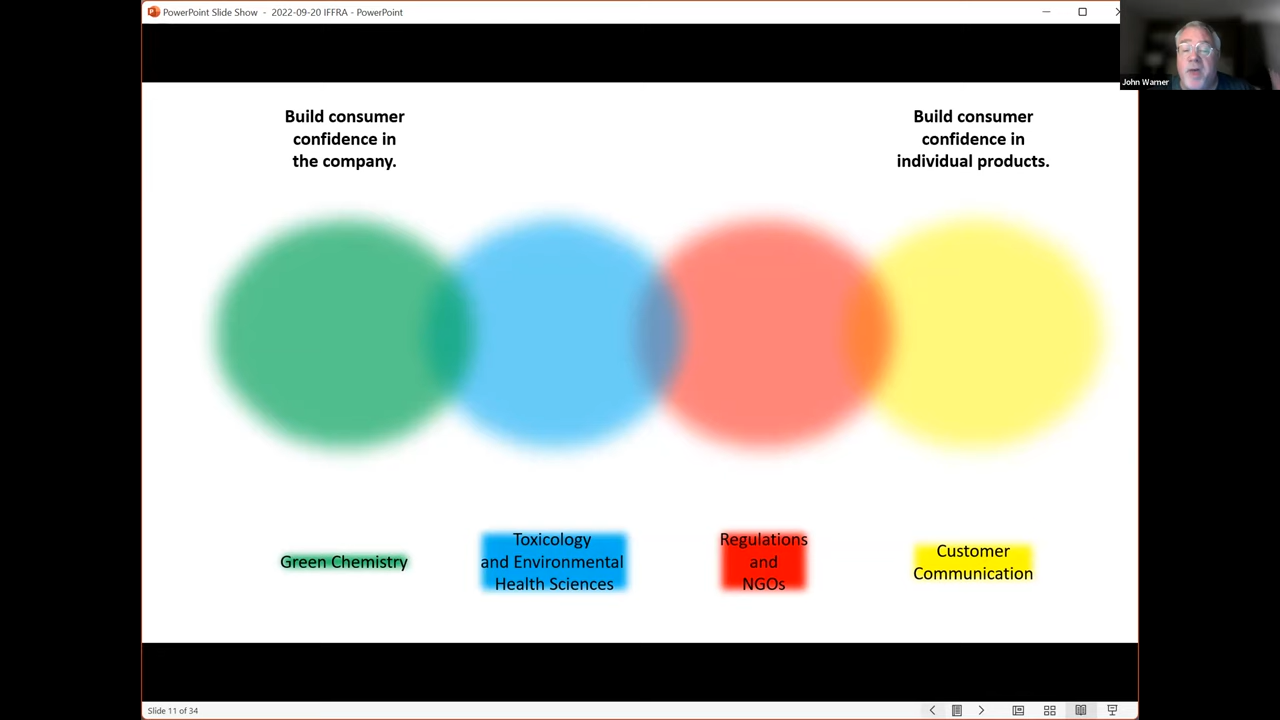 PowerPoint Slide Show - 2022-09-20 IFFRA - PowerPoint
John Warner
Build consumer
confidence in
the company.
Build consumer
confidence in
individual products.
Green Chemistry
Toxicology
and Environmental
Health Sciences
Regulations
and
NGOs
Customer
Communication
Slide 11 of 34